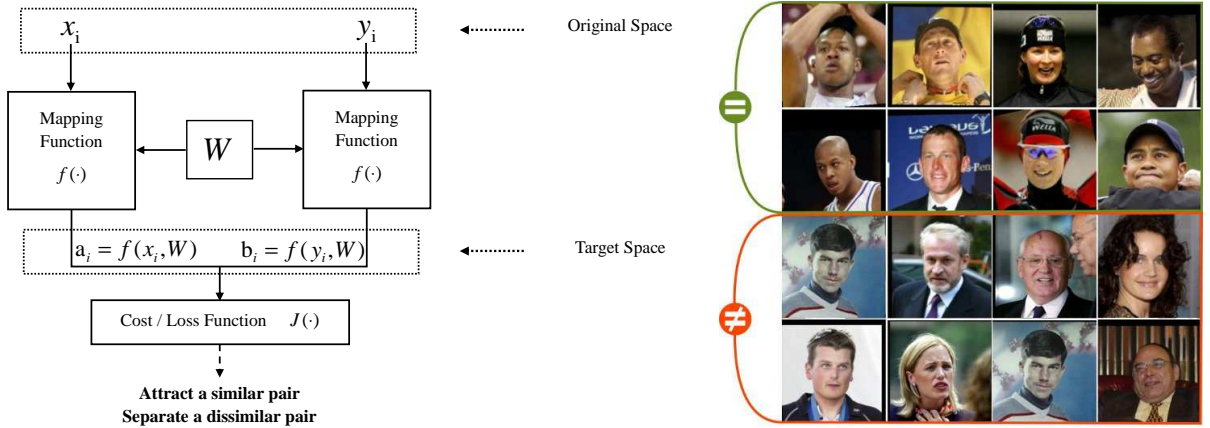 x_i y_i
Original Space
Mapping Function f(·)
W
Mapping Function f(·)
a_i = f(x_i,W) b_i = f(y_i,W)
Target Space
Cost / Loss Function J(·)
Attract a similar pair
Separate a dissimilar pair
=
≠
WELLA